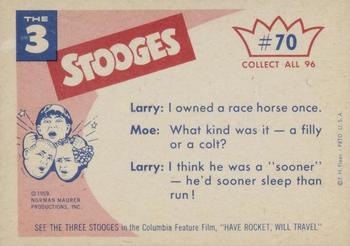 THE
3
STOOGES
#70
COLLECT ALL 96
Larry: I owned a race horse once.
Moe: What kind was it — a filly
or a colt?
Larry: I think he was a "sooner"
— he'd sooner sleep than
run!
©1959
NORMAN MAURER
PRODUCTIONS, INC.
© F. H. Fleer PRTD U.S.A.
SEE THE THREE STOOGES in the Columbia Feature Film, "HAVE ROCKET, WILL TRAVEL"